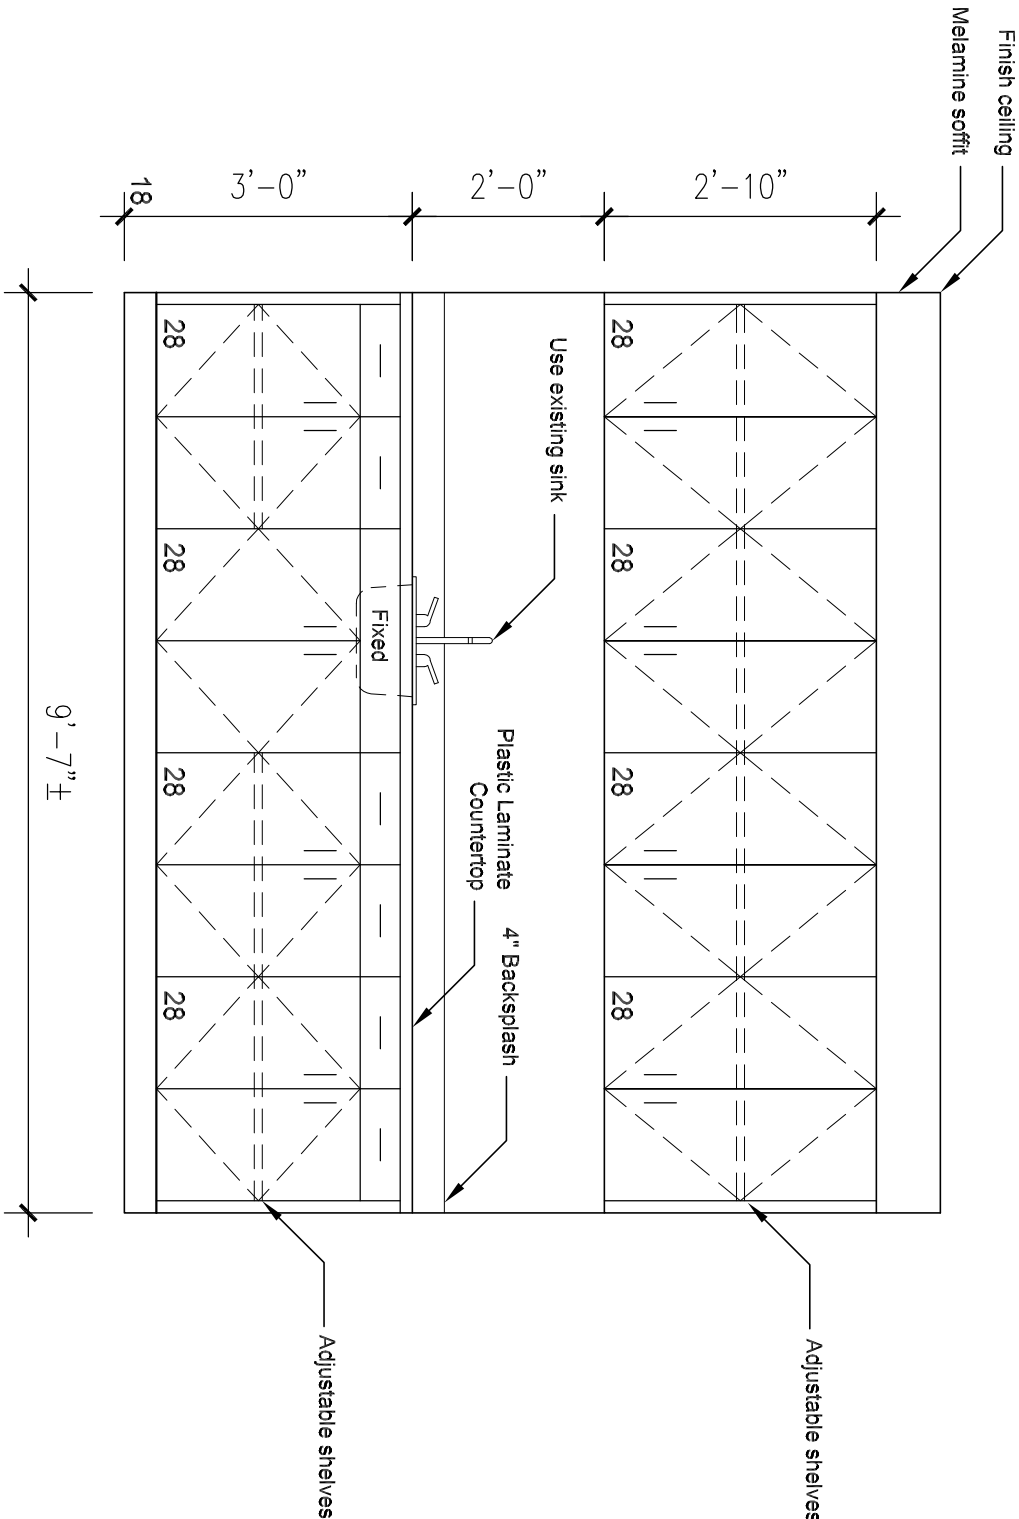 Finish ceiling
Melamine soffit
2'-10"
2'-0"
3'-0"
18
28
28
28
28
Use existing sink
Fixed
Plastic Laminate
Countertop
4" Backsplash
28
28
28
28
Adjustable shelves
Adjustable shelves
9'-7"±